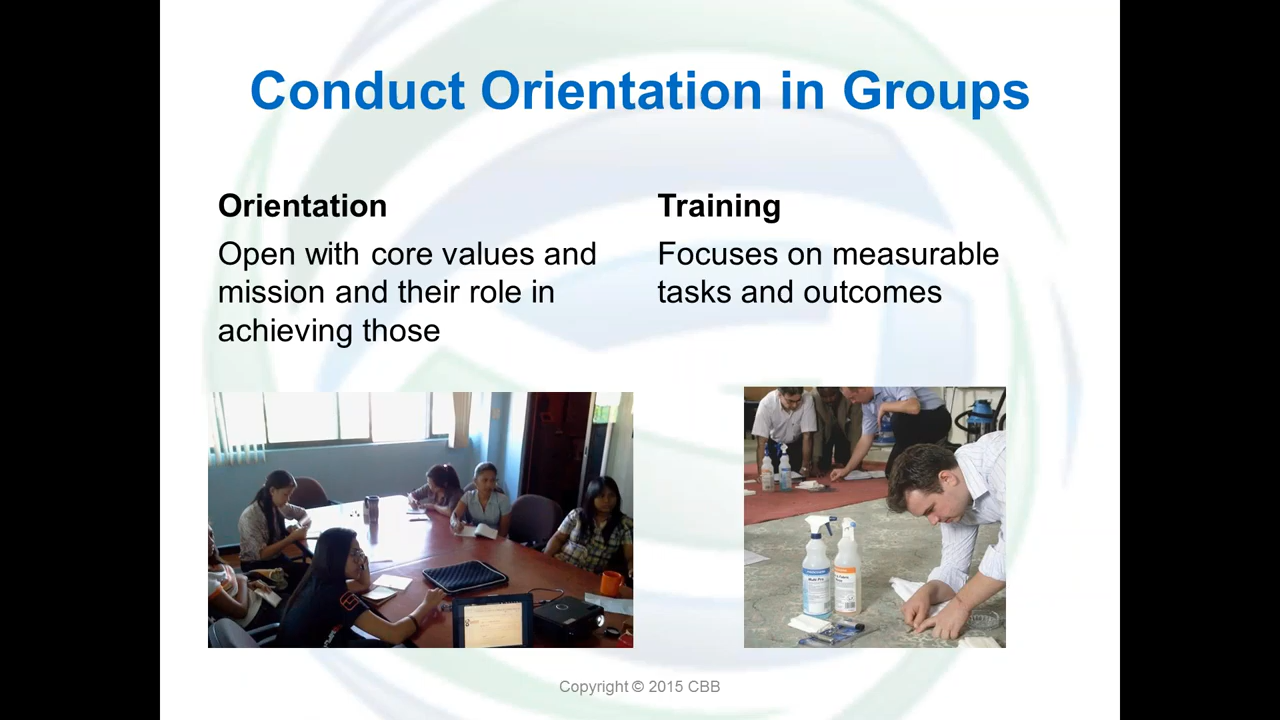 Conduct Orientation in Groups
Orientation
Open with core values and
mission and their role in
achieving those
Training
Focuses on measurable
tasks and outcomes
Copyright © 2015 CBB